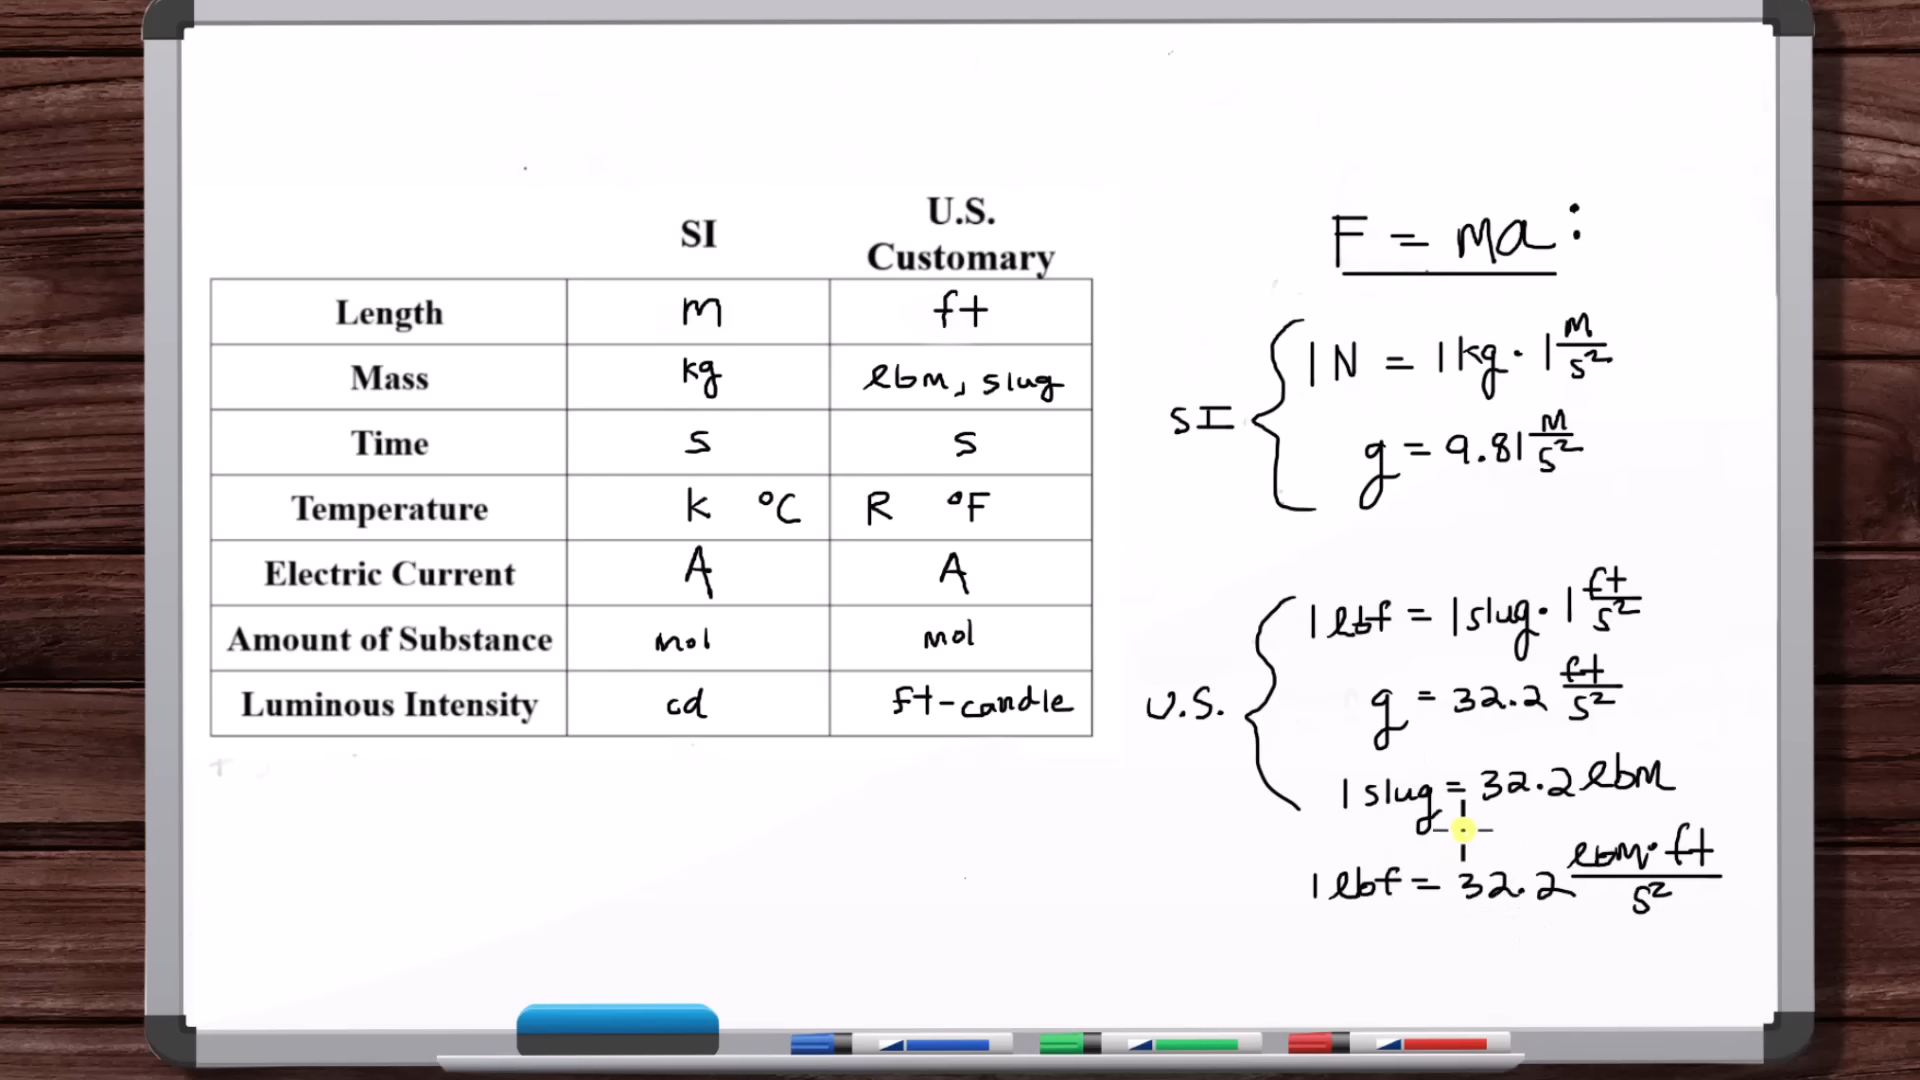 SI U.S. Customary
Length m ft
Mass kg lbm, slug
Time s s
Temperature K °C R °F
Electric Current A A
Amount of Substance mol mol
Luminous Intensity cd ft-candle
F = ma:
SI
1 N = 1 kg · 1 m/s²
g = 9.81 m/s²
U.S.
1 lbf = 1 slug · 1 ft/s²
g = 32.2 ft/s²
1 slug = 32.2 lbm
1 lbf = 32.2 lbm·ft/s²